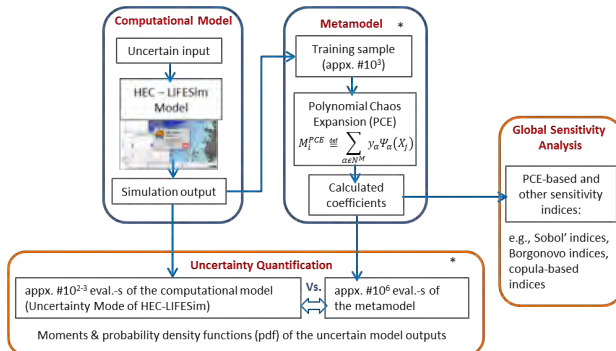 Computational Model
Uncertain input
HEC – LIFESim
Model
Simulation output
Metamodel
*
Training sample
(appx. #10³)
Polynomial Chaos
Expansion (PCE)
M_i^{PCE} ≝ ∑_{α∈N^M} y_α Ψ_α(X_j)
Calculated
coefficients
Global Sensitivity
Analysis
PCE-based and
other sensitivity
indices:
e.g., Sobol’ indices,
Borgonovo indices,
copula-based
indices
Uncertainty Quantification
*
appx. #10²⁻³ eval.-s of the computational model
(Uncertainty Mode of HEC-LIFESim)
Vs.
appx. #10⁶ eval.-s of
the metamodel
Moments & probability density functions (pdf) of the uncertain model outputs